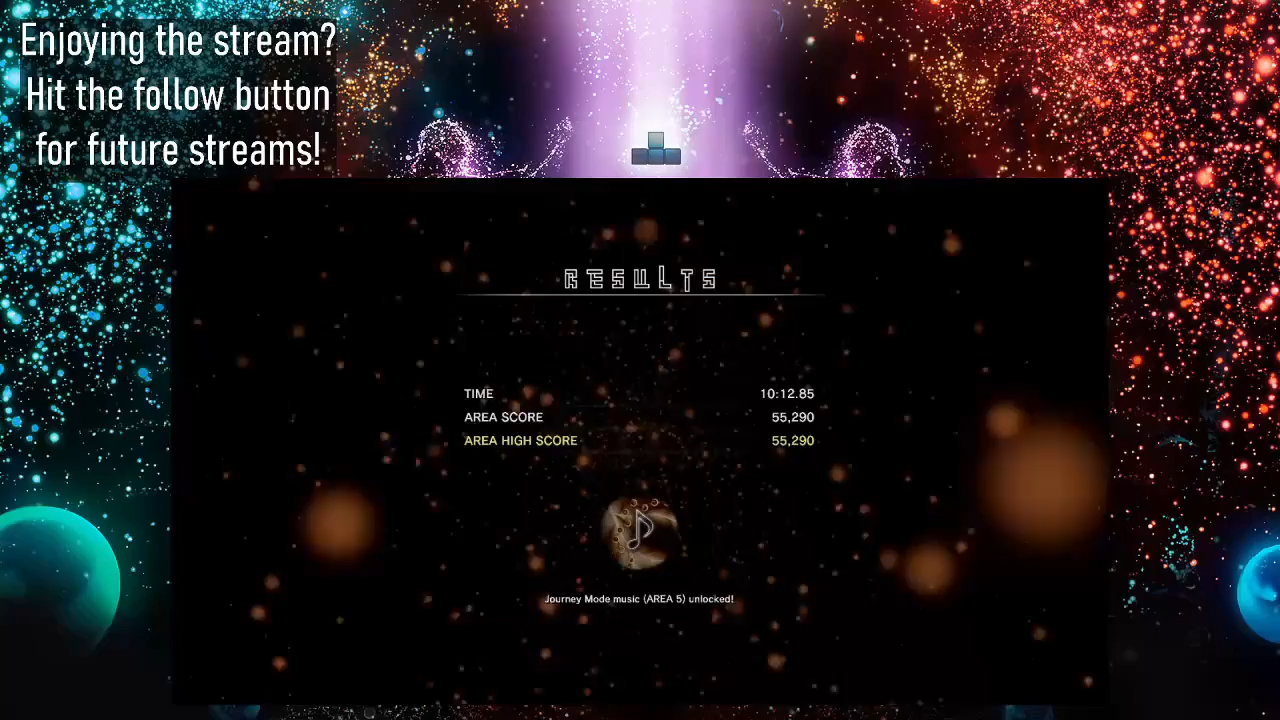 Enjoying the stream?
Hit the follow button
for future streams!
RESULTS
TIME 10:12.85
AREA SCORE 55,290
AREA HIGH SCORE 55,290
Journey Mode music (AREA 5) unlocked!